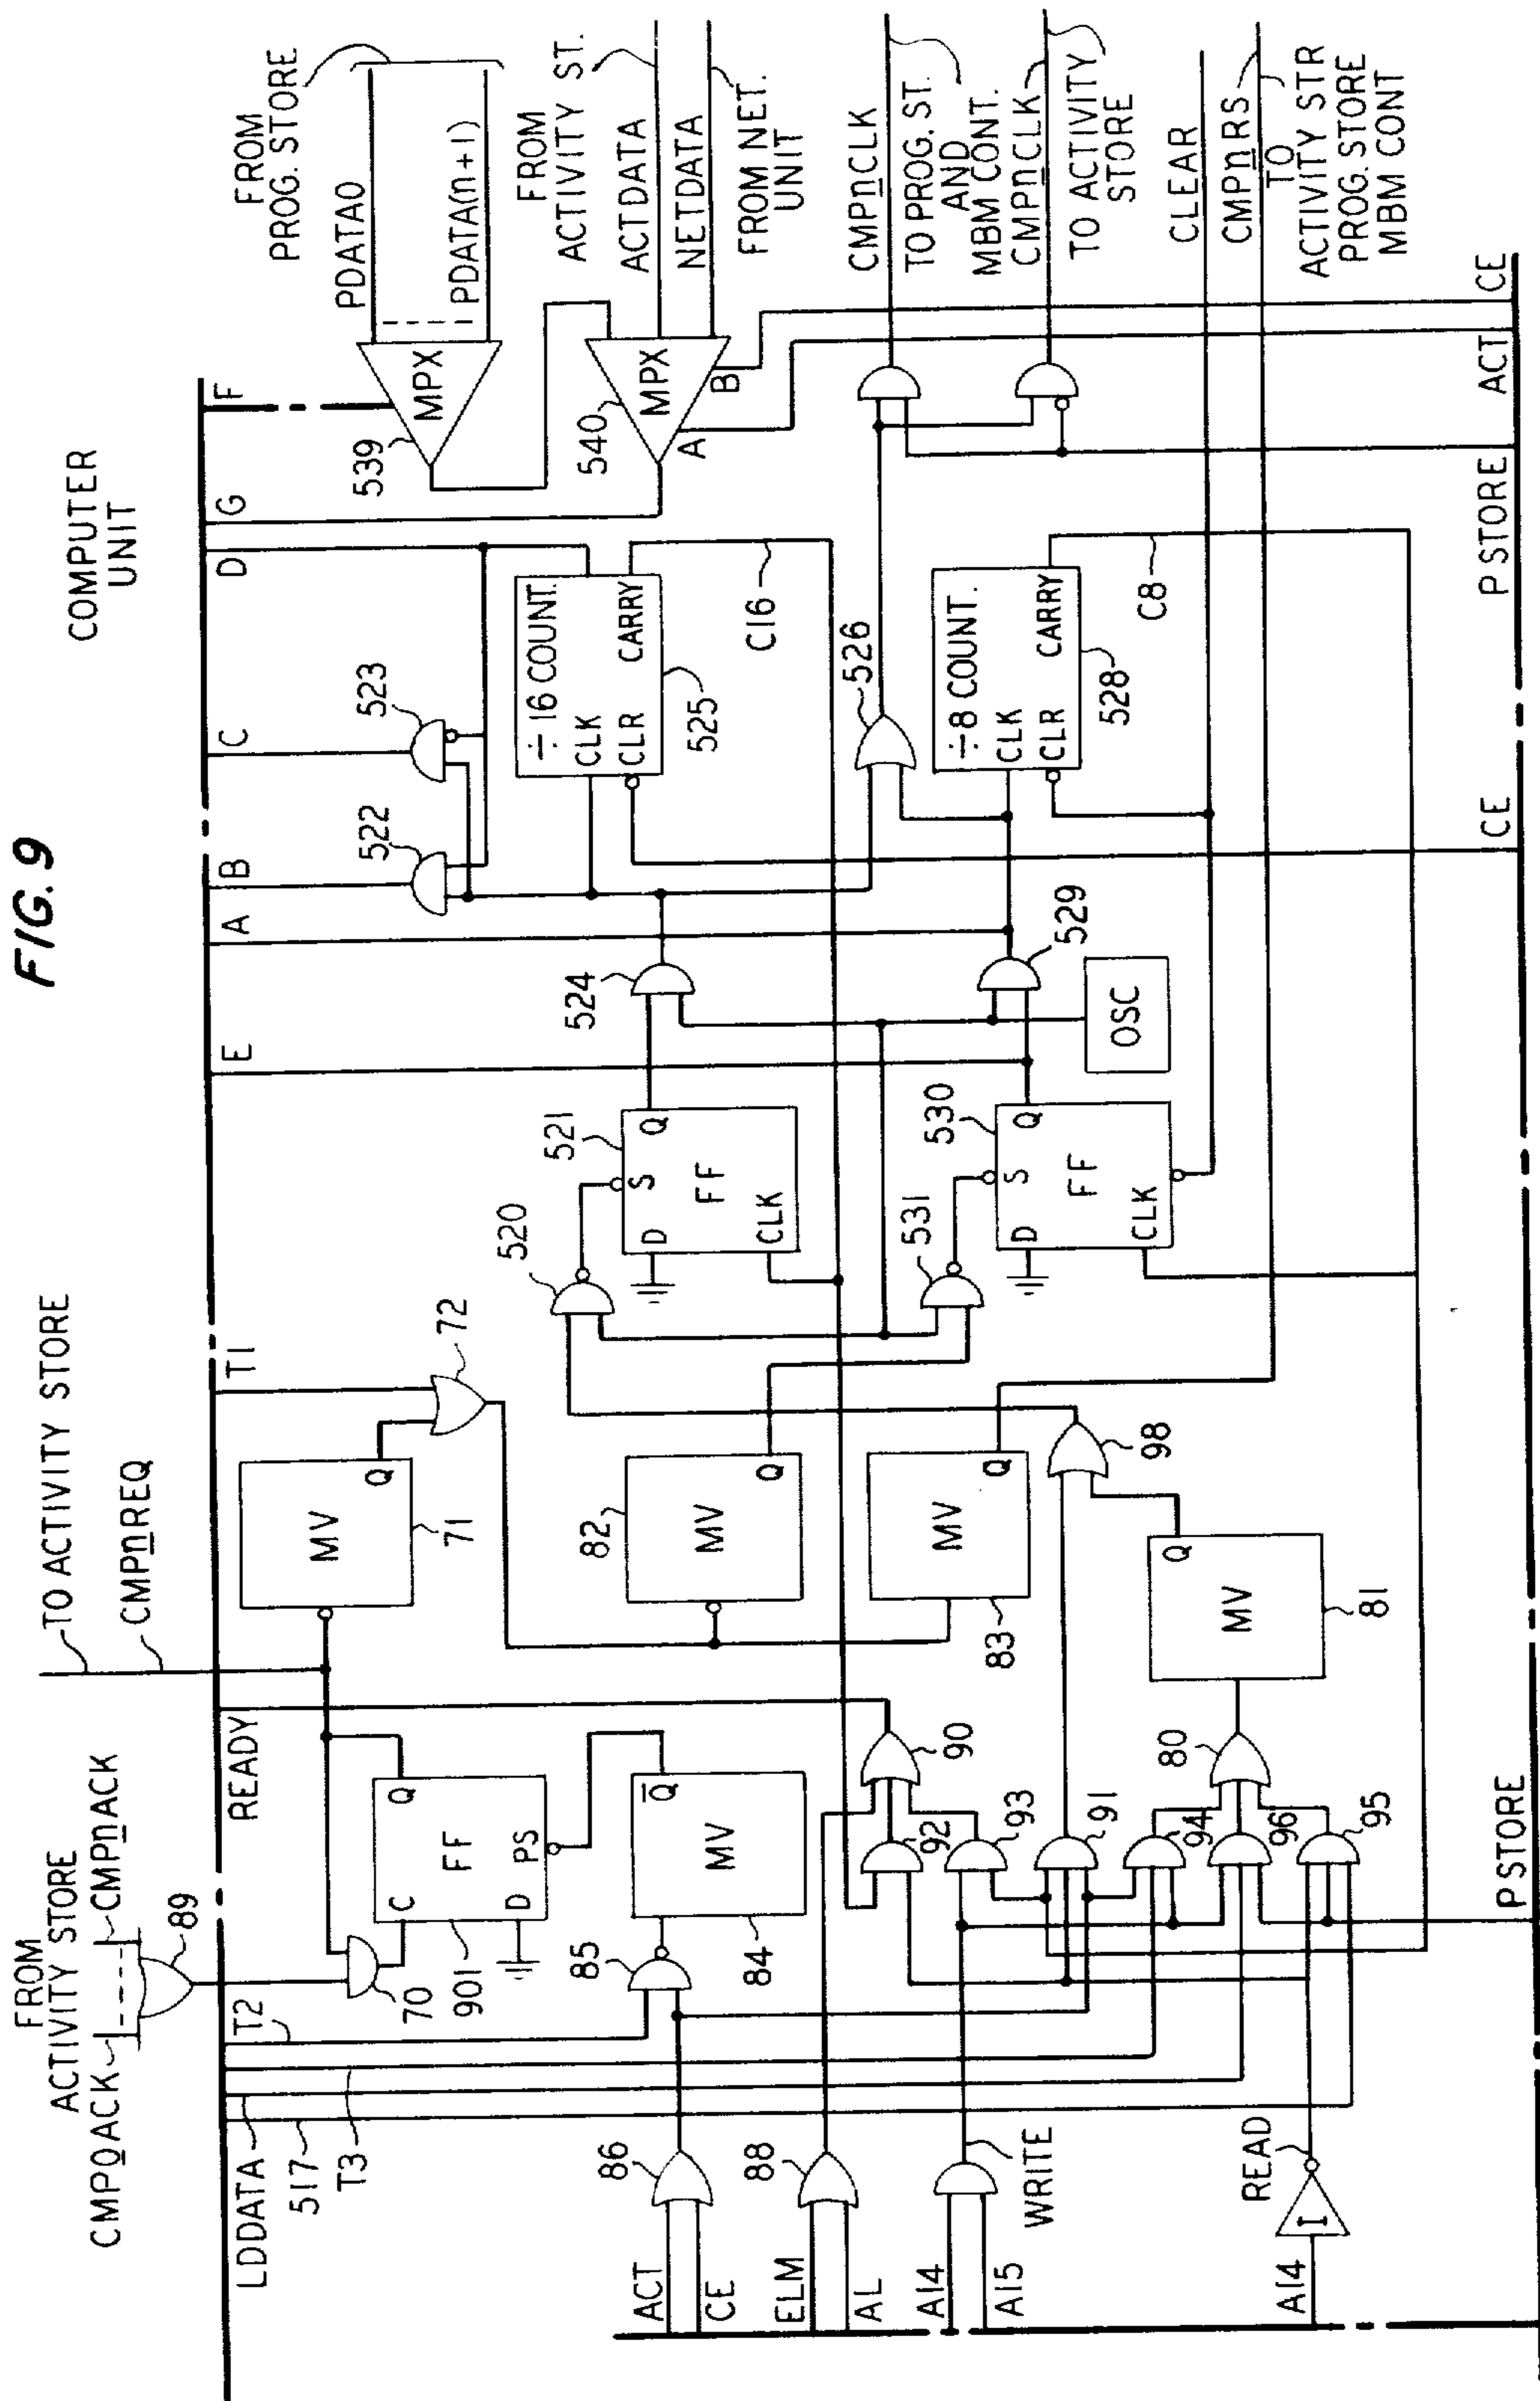 FIG. 9
COMPUTER
UNIT
FROM
ACTIVITY STORE
CMP0ACK
CMPnACK
89
TO ACTIVITY STORE
CMPnREQ
LDDATA
517
T3
T2
READY
T1
E
A
B
C
D
G
F
70
C
Q
FF
D
PS
901
MV
Q
71
72
85
MV
Q̅
84
86
ACT
CE
88
ELM
AL
A14
A15
WRITE
READ
A14
I
90
92
93
91
94
96
95
80
PSTORE
82
MV
Q
MV
Q
83
98
Q
MV
81
520
521
D
S
Q
FF
CLK
531
530
D
S
Q
FF
CLK
524
OSC
529
522
523
÷16 COUNT.
CLK
CLR
CARRY
525
C16
526
÷8 COUNT.
CLK
CLR
CARRY
528
C8
CE
539
MPX
540
MPX
A
B
FROM
PROG. STORE
PDATA0
PDATA(n+1)
FROM
ACTIVITY ST.
ACTDATA
NETDATA
FROM NET.
UNIT
CMPnCLK
TO PROG. ST.
AND
MBM CONT.
CMPnCLK
TO ACTIVITY
STORE
CLEAR
CMPnRS
TO
ACTIVITY STR
PROG. STORE
MBM CONT
PSTORE
ACT
CE